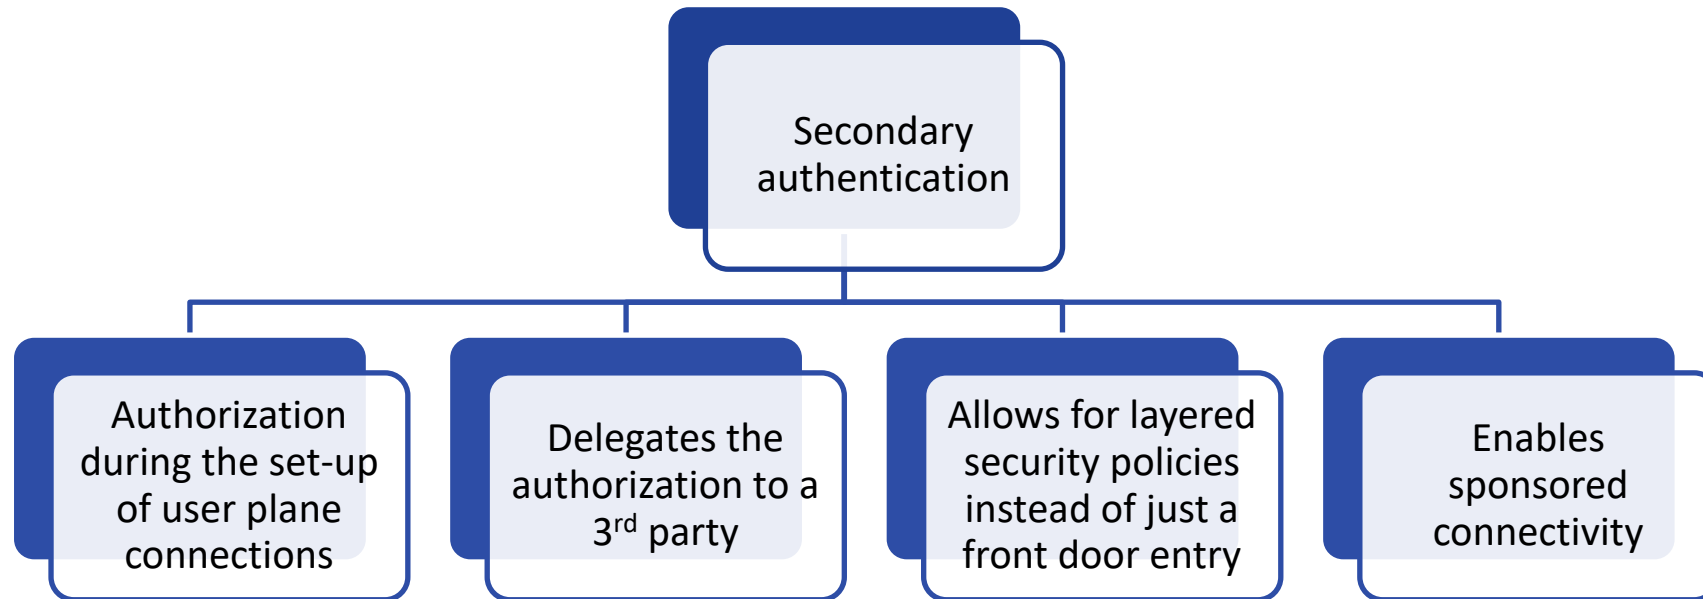 Secondary
authentication
Authorization
during the set-up
of user plane
connections
Delegates the
authorization to a
3rd party
Allows for layered
security policies
instead of just a
front door entry
Enables
sponsored
connectivity